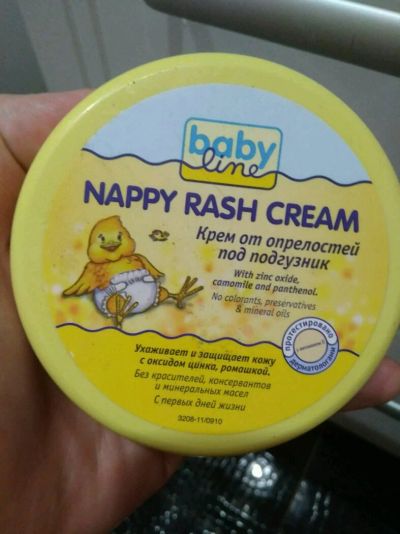 baby
line
NAPPY RASH CREAM
Крем от опрелостей
под подгузник
With zinc oxide,
camomile and panthenol.
No colorants, preservatives
& mineral oils
протестировано
дерматологами
Ухаживает и защищает кожу
с оксидом цинка, ромашкой.
Без красителей, консервантов
и минеральных масел
С первых дней жизни
3208-11/0910